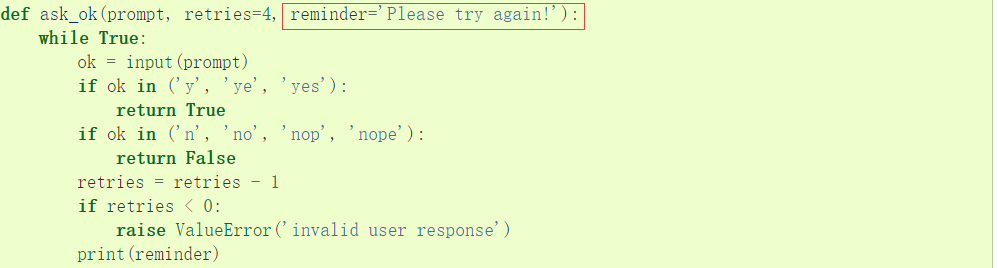 def ask_ok(prompt, retries=4, reminder='Please try again!'):
    while True:
        ok = input(prompt)
        if ok in ('y', 'ye', 'yes'):
            return True
        if ok in ('n', 'no', 'nop', 'nope'):
            return False
        retries = retries - 1
        if retries < 0:
            raise ValueError('invalid user response')
        print(reminder)